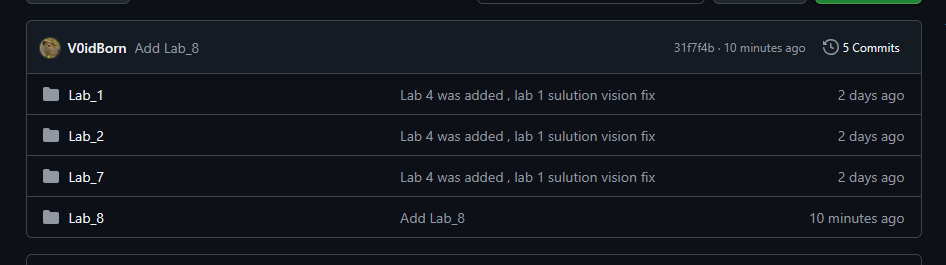 V0idBorn Add Lab_8 31f7f4b · 10 minutes ago 5 Commits
Lab_1 Lab 4 was added , lab 1 sulution vision fix 2 days ago
Lab_2 Lab 4 was added , lab 1 sulution vision fix 2 days ago
Lab_7 Lab 4 was added , lab 1 sulution vision fix 2 days ago
Lab_8 Add Lab_8 10 minutes ago